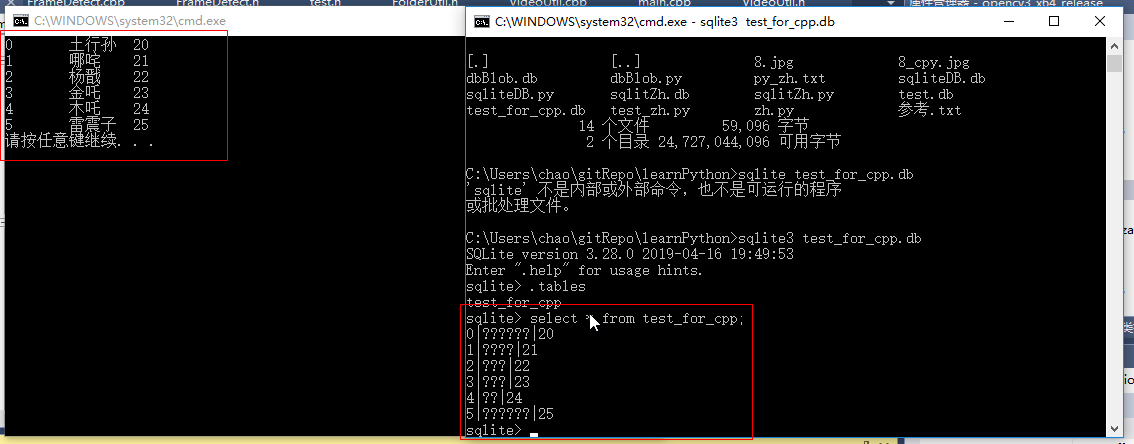 FrameDetect.cpp FrameDetect.h test.h FolderUtil.h VideoUtil.cpp main.cpp VideoUtil.h
属性管理器 - opencv3_x64_release
C:\WINDOWS\system32\cmd.exe
0 土行孙 20
1 哪咤 21
2 杨戬 22
3 金吒 23
4 木吒 24
5 雷震子 25
请按任意键继续. . .
C:\WINDOWS\system32\cmd.exe - sqlite3 test_for_cpp.db
[.] [..] 8.jpg 8_cpy.jpg
dbBlob.db dbBlob.py py_zh.txt sqliteDB.db
sqliteDB.py sqlitZh.db sqlitZh.py test.db
test_for_cpp.db test_zh.py zh.py 参考.txt
14 个文件 59,096 字节
2 个目录 24,727,044,096 可用字节
C:\Users\chao\gitRepo\learnPython>sqlite test_for_cpp.db
'sqlite' 不是内部或外部命令，也不是可运行的程序
或批处理文件。
C:\Users\chao\gitRepo\learnPython>sqlite3 test_for_cpp.db
SQLite version 3.28.0 2019-04-16 19:49:53
Enter ".help" for usage hints.
sqlite> .tables
test_for_cpp
sqlite> select * from test_for_cpp;
0|??????|20
1|????|21
2|???|22
3|???|23
4|??|24
5|??????|25
sqlite>